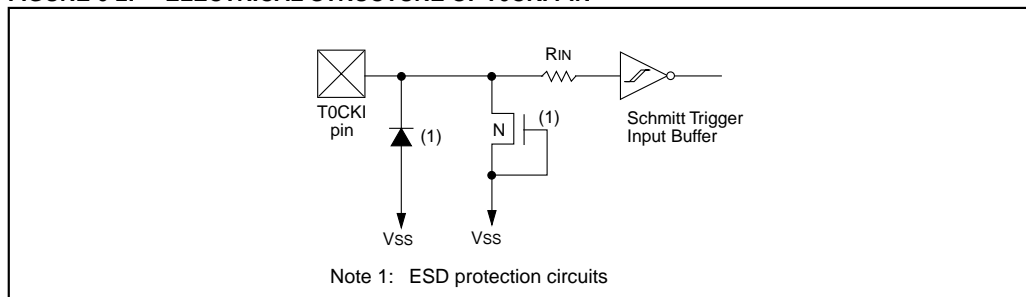 RIN
T0CKI
pin
(1)
N
(1)
Schmitt Trigger
Input Buffer
VSS
VSS
Note 1: ESD protection circuits